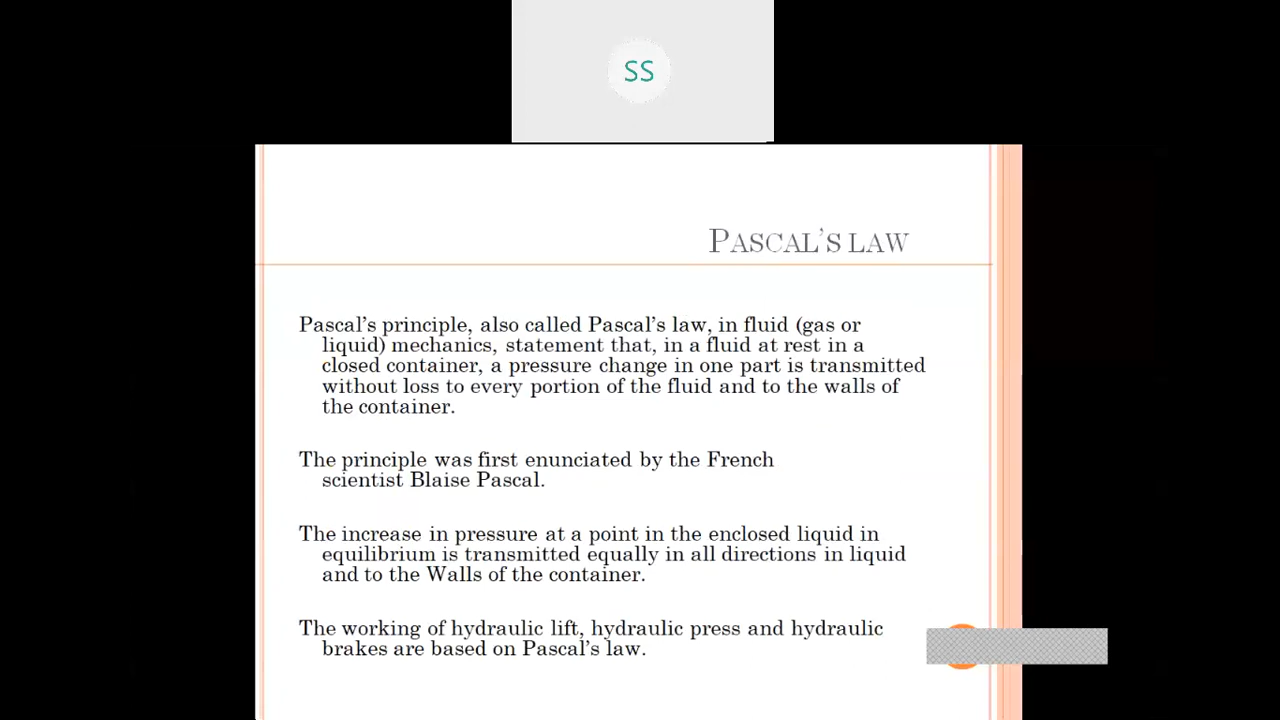 SS
PASCAL'S LAW
Pascal's principle, also called Pascal's law, in fluid (gas or
liquid) mechanics, statement that, in a fluid at rest in a
closed container, a pressure change in one part is transmitted
without loss to every portion of the fluid and to the walls of
the container.
The principle was first enunciated by the French
scientist Blaise Pascal.
The increase in pressure at a point in the enclosed liquid in
equilibrium is transmitted equally in all directions in liquid
and to the Walls of the container.
The working of hydraulic lift, hydraulic press and hydraulic
brakes are based on Pascal's law.